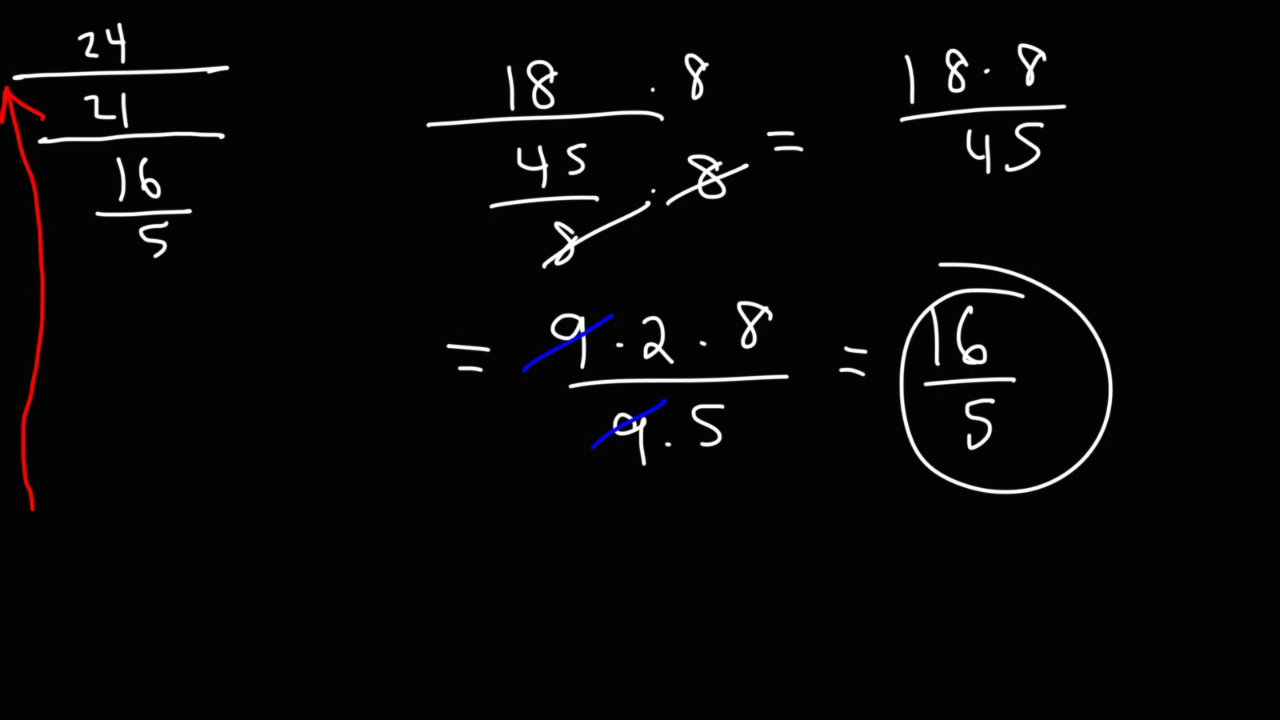 24
21
16
5
18 · 8
45
8 · 8
= 18 · 8
45
= 9 · 2 · 8
9 · 5
= 16
5